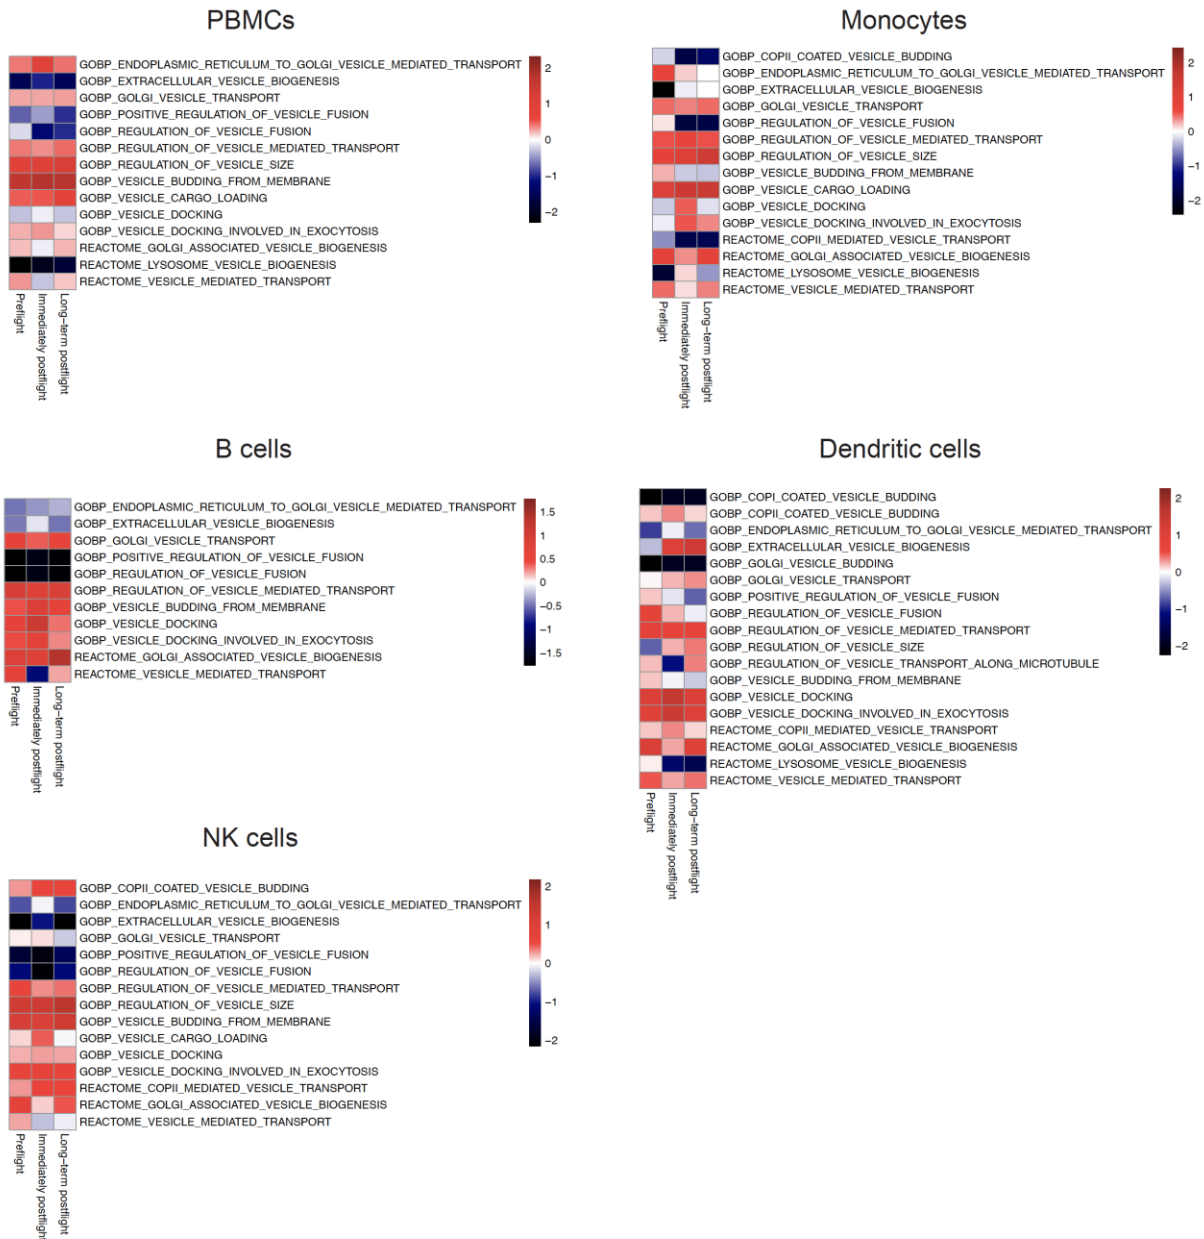 PBMCs
GOBP_ENDOPLASMIC_RETICULUM_TO_GOLGI_VESICLE_MEDIATED_TRANSPORT
GOBP_EXTRACELLULAR_VESICLE_BIOGENESIS
GOBP_GOLGI_VESICLE_TRANSPORT
GOBP_POSITIVE_REGULATION_OF_VESICLE_FUSION
GOBP_REGULATION_OF_VESICLE_FUSION
GOBP_REGULATION_OF_VESICLE_MEDIATED_TRANSPORT
GOBP_REGULATION_OF_VESICLE_SIZE
GOBP_VESICLE_BUDDING_FROM_MEMBRANE
GOBP_VESICLE_CARGO_LOADING
GOBP_VESICLE_DOCKING
GOBP_VESICLE_DOCKING_INVOLVED_IN_EXOCYTOSIS
REACTOME_GOLGI_ASSOCIATED_VESICLE_BIOGENESIS
REACTOME_LYSOSOME_VESICLE_BIOGENESIS
REACTOME_VESICLE_MEDIATED_TRANSPORT
Preflight
Immediately postflight
Long-term postflight
2
1
0
−1
−2
Monocytes
GOBP_COPII_COATED_VESICLE_BUDDING
GOBP_ENDOPLASMIC_RETICULUM_TO_GOLGI_VESICLE_MEDIATED_TRANSPORT
GOBP_EXTRACELLULAR_VESICLE_BIOGENESIS
GOBP_GOLGI_VESICLE_TRANSPORT
GOBP_REGULATION_OF_VESICLE_FUSION
GOBP_REGULATION_OF_VESICLE_MEDIATED_TRANSPORT
GOBP_REGULATION_OF_VESICLE_SIZE
GOBP_VESICLE_BUDDING_FROM_MEMBRANE
GOBP_VESICLE_CARGO_LOADING
GOBP_VESICLE_DOCKING
GOBP_VESICLE_DOCKING_INVOLVED_IN_EXOCYTOSIS
REACTOME_COPII_MEDIATED_VESICLE_TRANSPORT
REACTOME_GOLGI_ASSOCIATED_VESICLE_BIOGENESIS
REACTOME_LYSOSOME_VESICLE_BIOGENESIS
REACTOME_VESICLE_MEDIATED_TRANSPORT
Preflight
Immediately postflight
Long-term postflight
2
1
0
−1
−2
B cells
GOBP_ENDOPLASMIC_RETICULUM_TO_GOLGI_VESICLE_MEDIATED_TRANSPORT
GOBP_EXTRACELLULAR_VESICLE_BIOGENESIS
GOBP_GOLGI_VESICLE_TRANSPORT
GOBP_POSITIVE_REGULATION_OF_VESICLE_FUSION
GOBP_REGULATION_OF_VESICLE_FUSION
GOBP_REGULATION_OF_VESICLE_MEDIATED_TRANSPORT
GOBP_VESICLE_BUDDING_FROM_MEMBRANE
GOBP_VESICLE_DOCKING
GOBP_VESICLE_DOCKING_INVOLVED_IN_EXOCYTOSIS
REACTOME_GOLGI_ASSOCIATED_VESICLE_BIOGENESIS
REACTOME_VESICLE_MEDIATED_TRANSPORT
Preflight
Immediately postflight
Long-term postflight
1.5
1
0.5
0
−0.5
−1
−1.5
Dendritic cells
GOBP_COPI_COATED_VESICLE_BUDDING
GOBP_COPII_COATED_VESICLE_BUDDING
GOBP_ENDOPLASMIC_RETICULUM_TO_GOLGI_VESICLE_MEDIATED_TRANSPORT
GOBP_EXTRACELLULAR_VESICLE_BIOGENESIS
GOBP_GOLGI_VESICLE_BUDDING
GOBP_GOLGI_VESICLE_TRANSPORT
GOBP_POSITIVE_REGULATION_OF_VESICLE_FUSION
GOBP_REGULATION_OF_VESICLE_FUSION
GOBP_REGULATION_OF_VESICLE_MEDIATED_TRANSPORT
GOBP_REGULATION_OF_VESICLE_SIZE
GOBP_REGULATION_OF_VESICLE_TRANSPORT_ALONG_MICROTUBULE
GOBP_VESICLE_BUDDING_FROM_MEMBRANE
GOBP_VESICLE_DOCKING
GOBP_VESICLE_DOCKING_INVOLVED_IN_EXOCYTOSIS
REACTOME_COPII_MEDIATED_VESICLE_TRANSPORT
REACTOME_GOLGI_ASSOCIATED_VESICLE_BIOGENESIS
REACTOME_LYSOSOME_VESICLE_BIOGENESIS
REACTOME_VESICLE_MEDIATED_TRANSPORT
Preflight
Immediately postflight
Long-term postflight
2
1
0
−1
−2
NK cells
GOBP_COPII_COATED_VESICLE_BUDDING
GOBP_ENDOPLASMIC_RETICULUM_TO_GOLGI_VESICLE_MEDIATED_TRANSPORT
GOBP_EXTRACELLULAR_VESICLE_BIOGENESIS
GOBP_GOLGI_VESICLE_TRANSPORT
GOBP_POSITIVE_REGULATION_OF_VESICLE_FUSION
GOBP_REGULATION_OF_VESICLE_FUSION
GOBP_REGULATION_OF_VESICLE_MEDIATED_TRANSPORT
GOBP_REGULATION_OF_VESICLE_SIZE
GOBP_VESICLE_BUDDING_FROM_MEMBRANE
GOBP_VESICLE_CARGO_LOADING
GOBP_VESICLE_DOCKING
GOBP_VESICLE_DOCKING_INVOLVED_IN_EXOCYTOSIS
REACTOME_COPII_MEDIATED_VESICLE_TRANSPORT
REACTOME_GOLGI_ASSOCIATED_VESICLE_BIOGENESIS
REACTOME_VESICLE_MEDIATED_TRANSPORT
Preflight
Immediately postflight
Long-term postflight
2
1
0
−1
−2